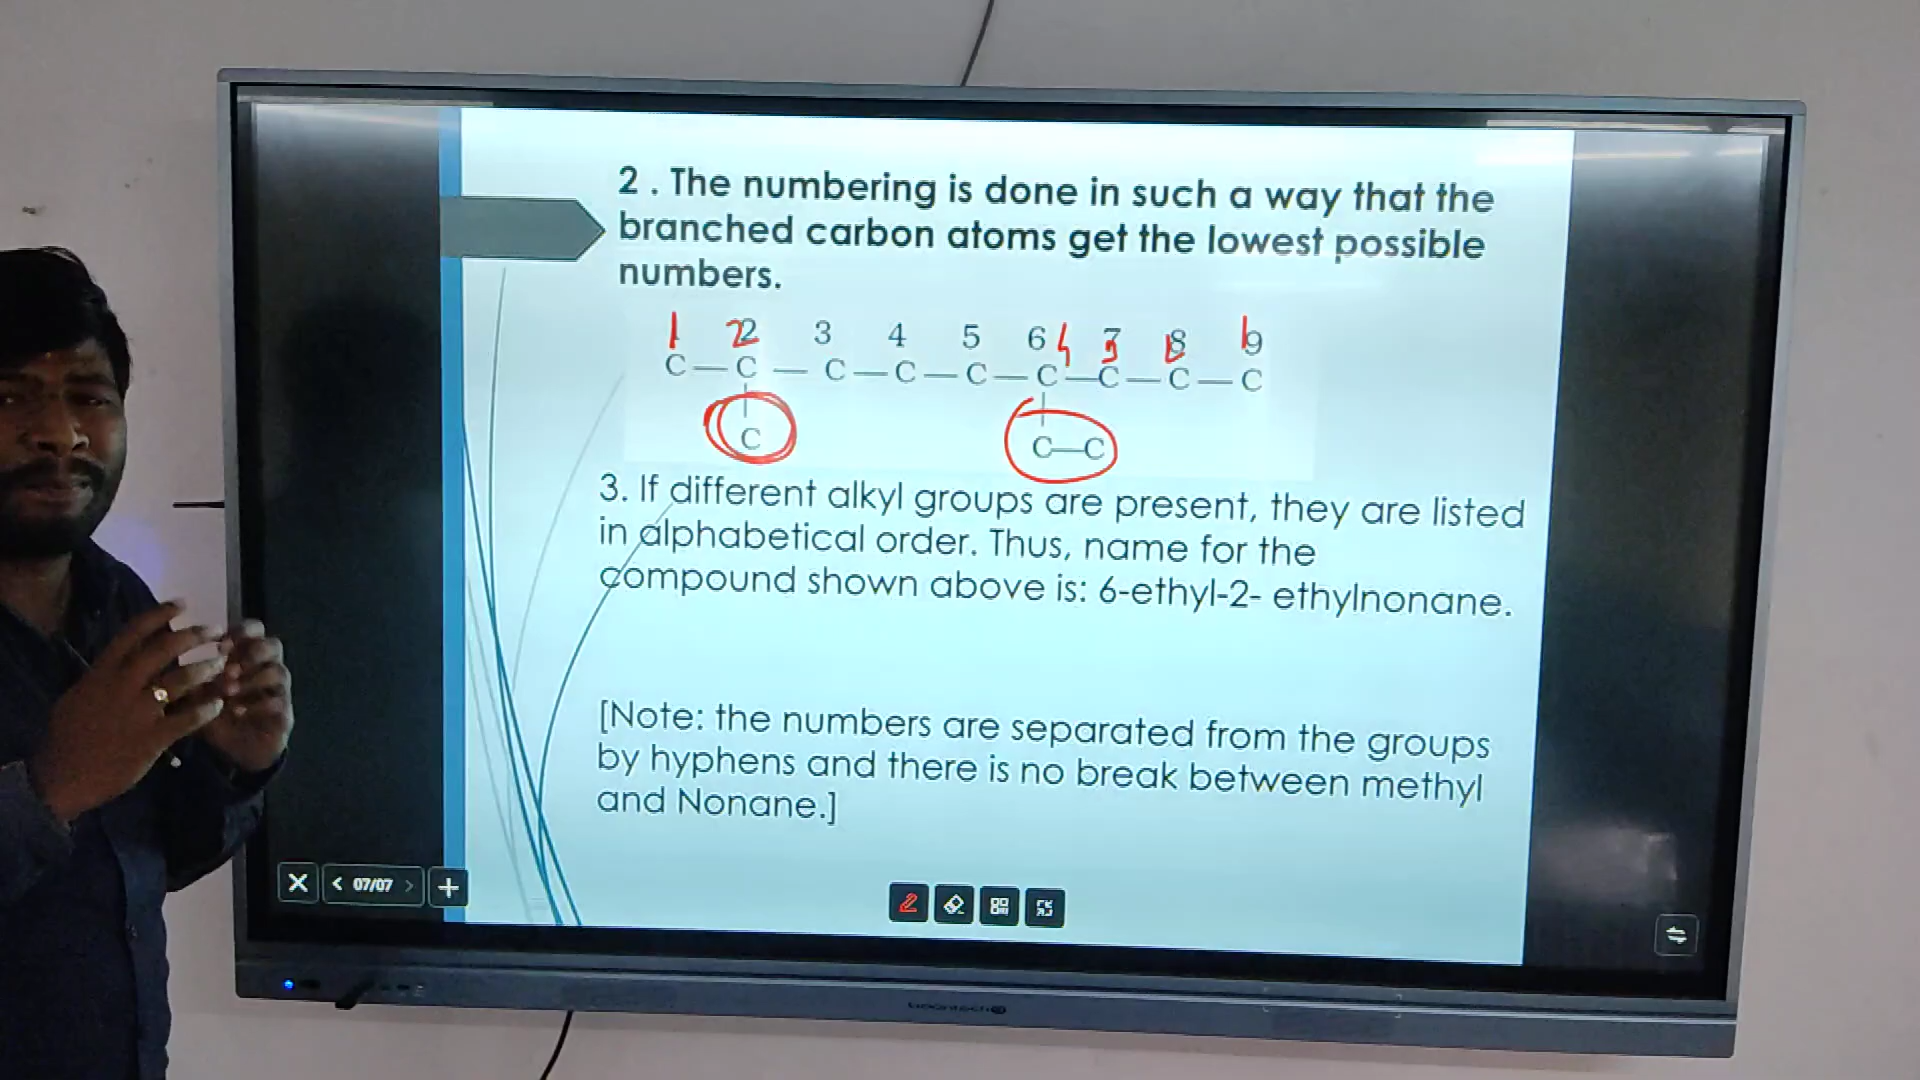 2 . The numbering is done in such a way that the
branched carbon atoms get the lowest possible
numbers.
1 2 2 3 4 5 6 4 7 3 8 9 1
C — C — C — C — C — C — C — C — C
C C—C
3. If different alkyl groups are present, they are listed
in alphabetical order. Thus, name for the
compound shown above is: 6-ethyl-2- ethylnonane.
[Note: the numbers are separated from the groups
by hyphens and there is no break between methyl
and Nonane.]
07/07